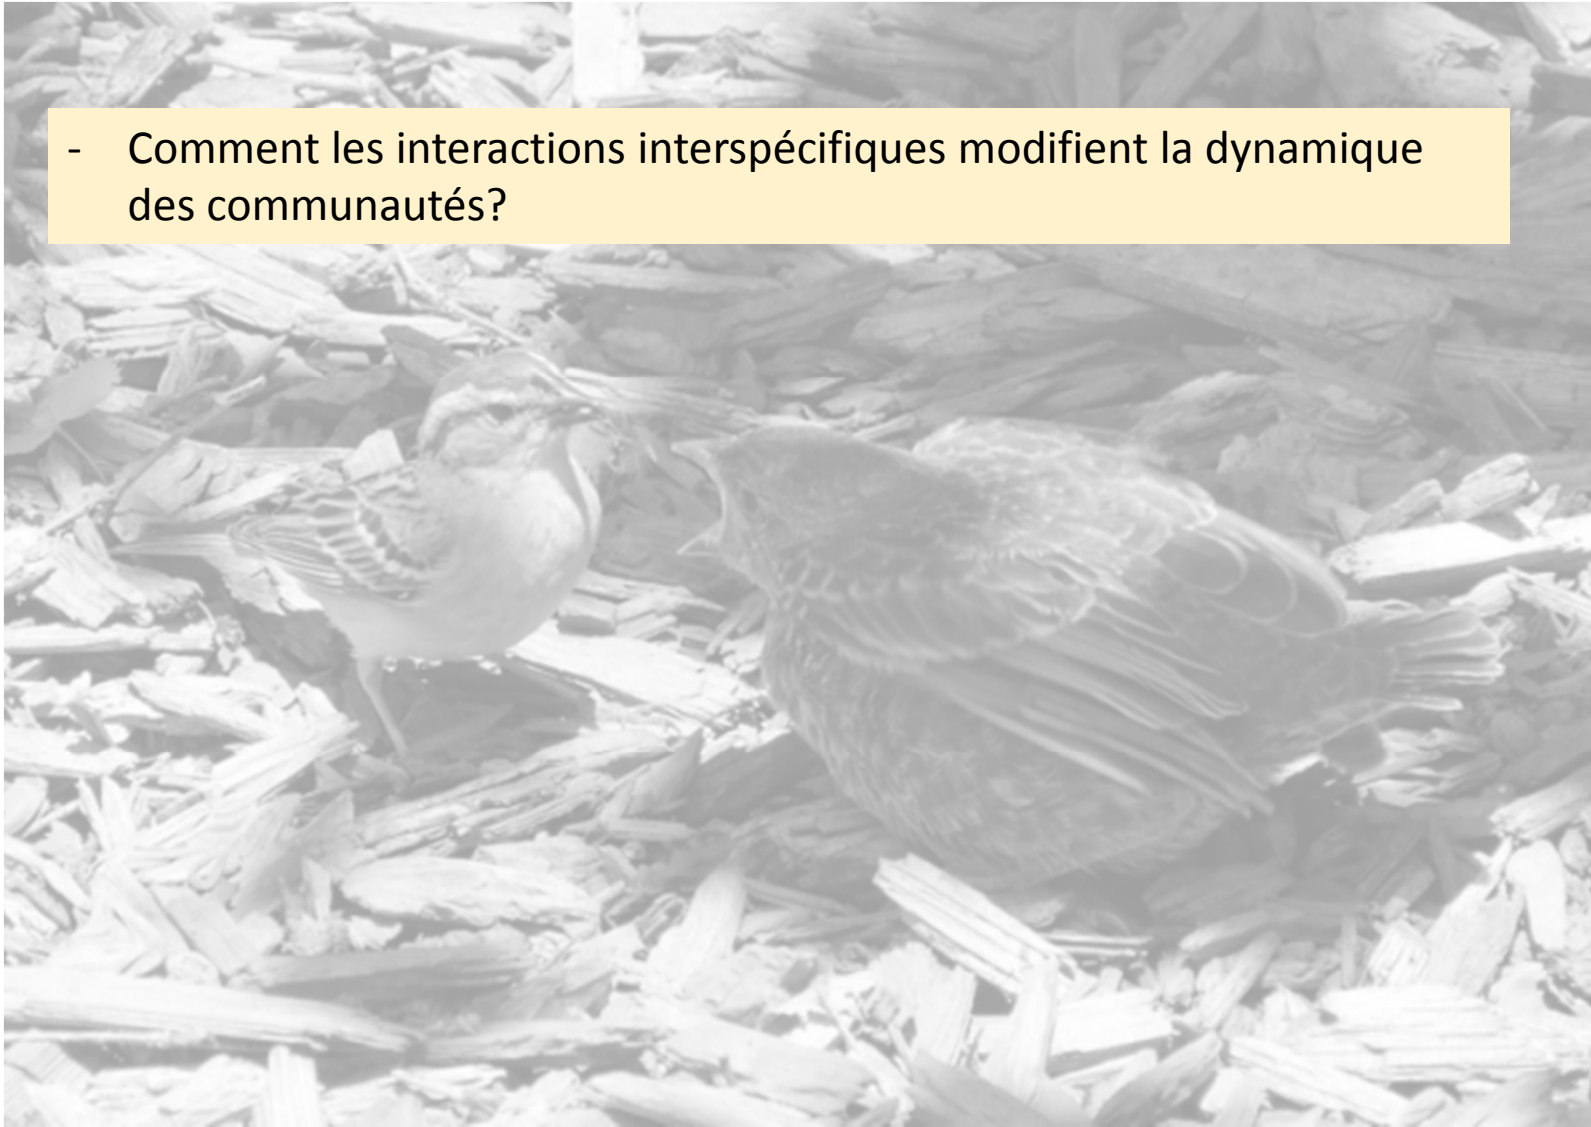 - Comment les interactions interspécifiques modifient la dynamique
des communautés?